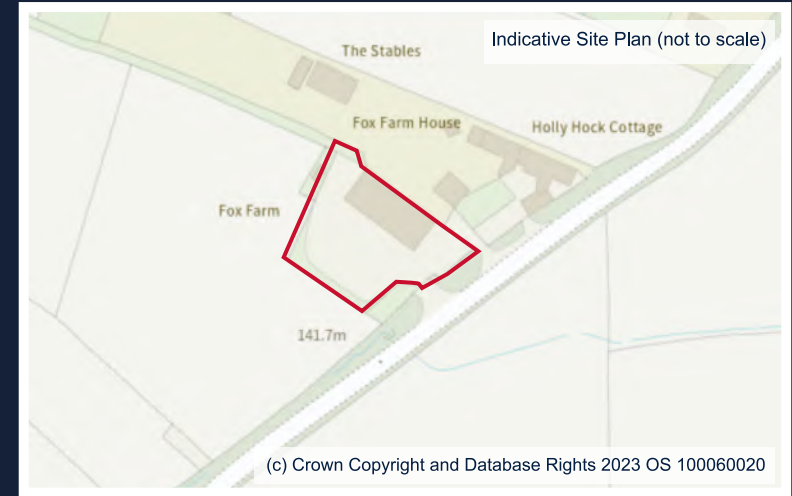 Indicative Site Plan (not to scale)
The Stables
Fox Farm House
Holly Hock Cottage
Fox Farm
141.7m
(c) Crown Copyright and Database Rights 2023 OS 100060020